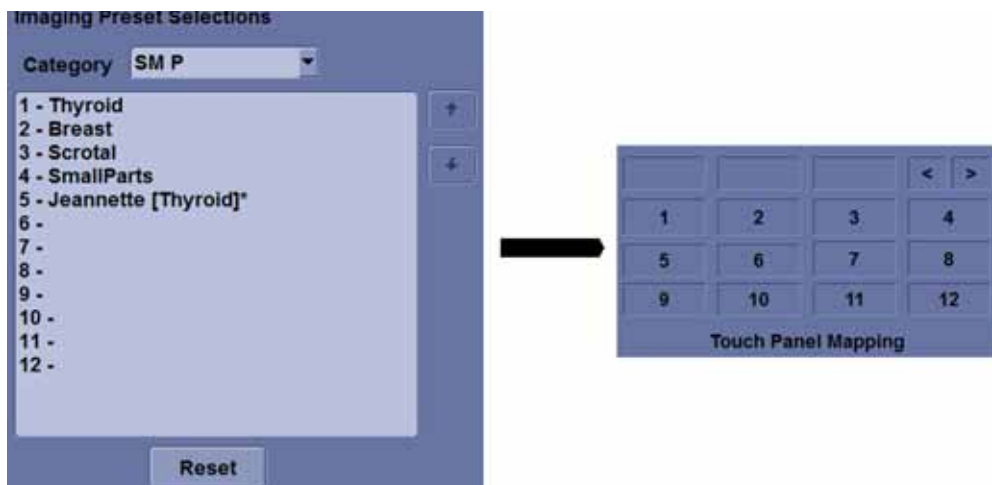 Imaging Preset Selections
Category SM P
1 - Thyroid
2 - Breast
3 - Scrotal
4 - SmallParts
5 - Jeannette [Thyroid]*
6 -
7 -
8 -
9 -
10 -
11 -
12 -
Reset
< >
1 2 3 4
5 6 7 8
9 10 11 12
Touch Panel Mapping